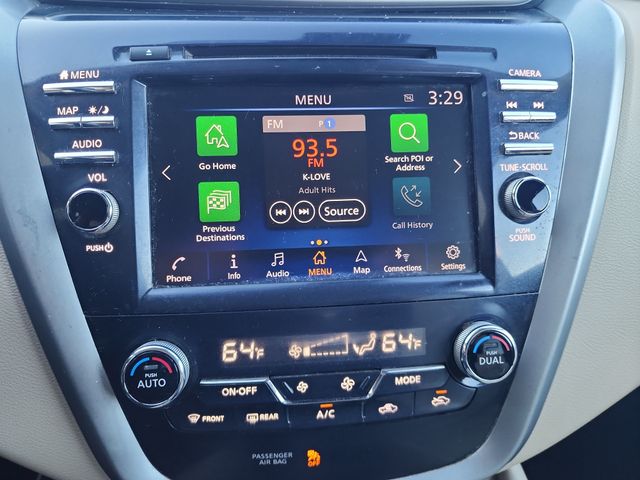 MENU
MAP
AUDIO
VOL
PUSH
MENU
3:29
Go Home
Previous
Destinations
FM P 1
93.5
FM
K-LOVE
Adult Hits
Source
Search POI or
Address
Call History
Phone
Info
Audio
MENU
Map
Connections
Settings
CAMERA
BACK
TUNE·SCROLL
PUSH
SOUND
64°F
64°F
PUSH
AUTO
PUSH
DUAL
ON·OFF
MODE
FRONT
REAR
A/C
PASSENGER
AIR BAG
OFF